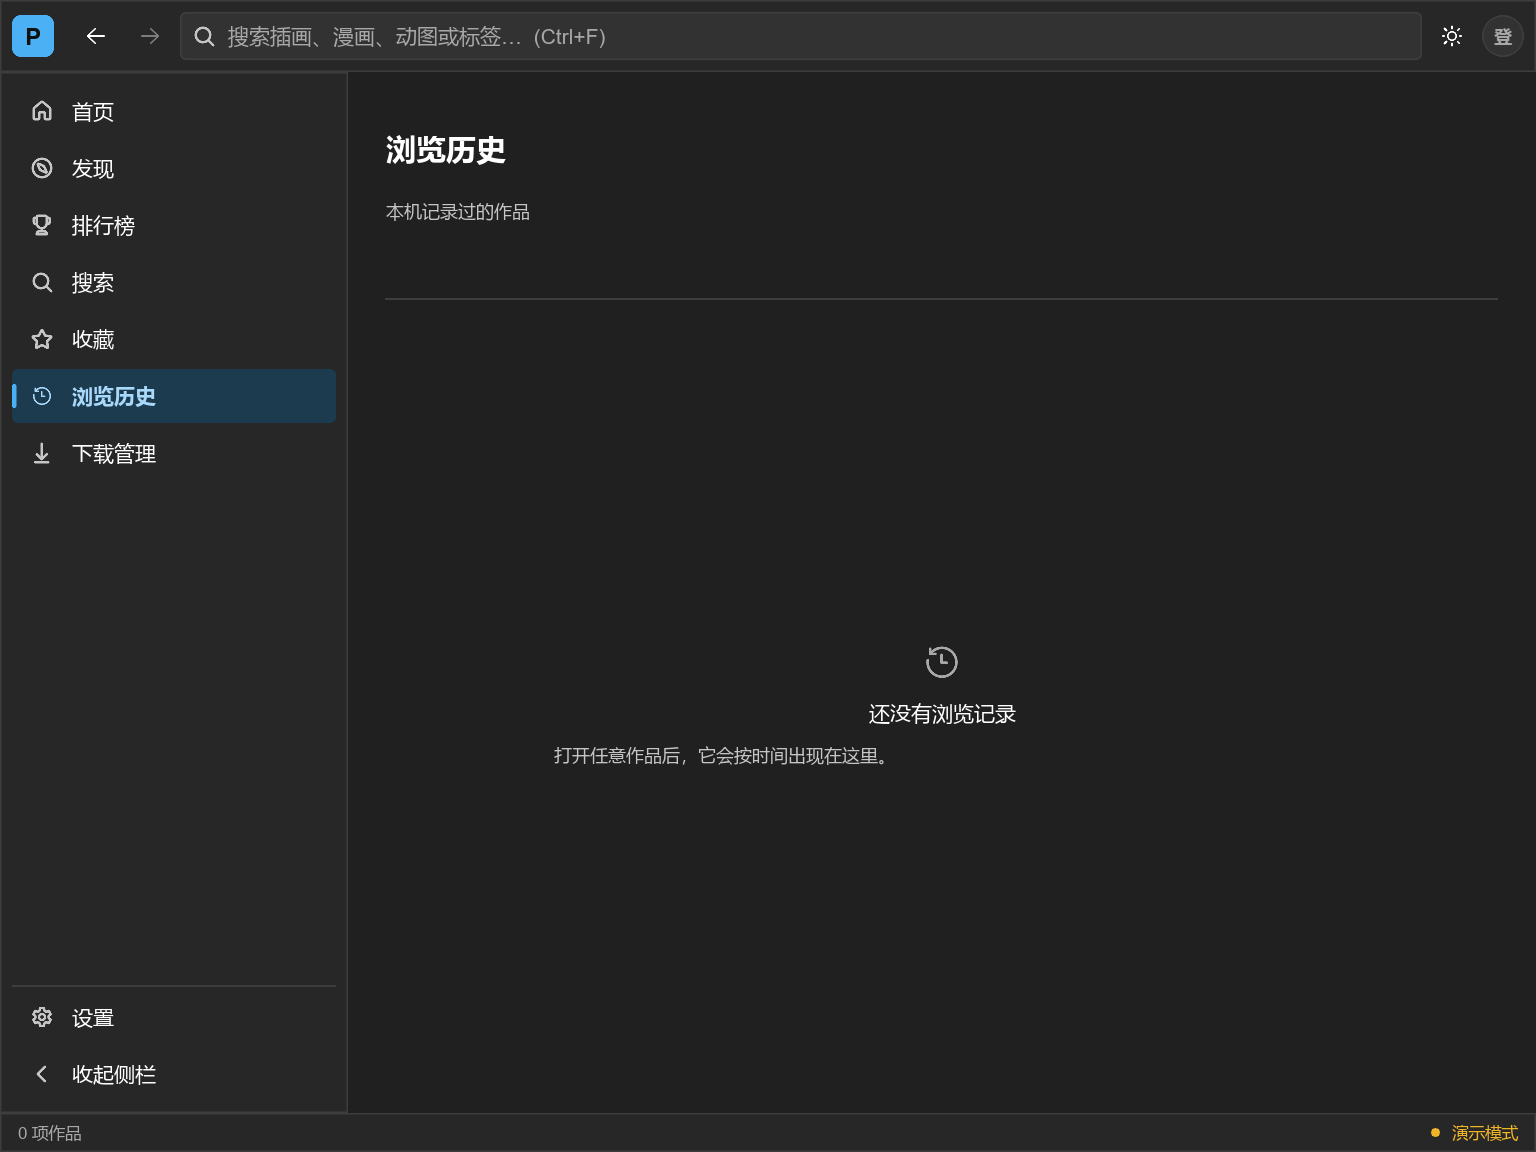 P
搜索插画、漫画、动图或标签… (Ctrl+F)
登
首页
发现
排行榜
搜索
收藏
浏览历史
下载管理
设置
收起侧栏
浏览历史
本机记录过的作品
还没有浏览记录
打开任意作品后，它会按时间出现在这里。
0 项作品
演示模式